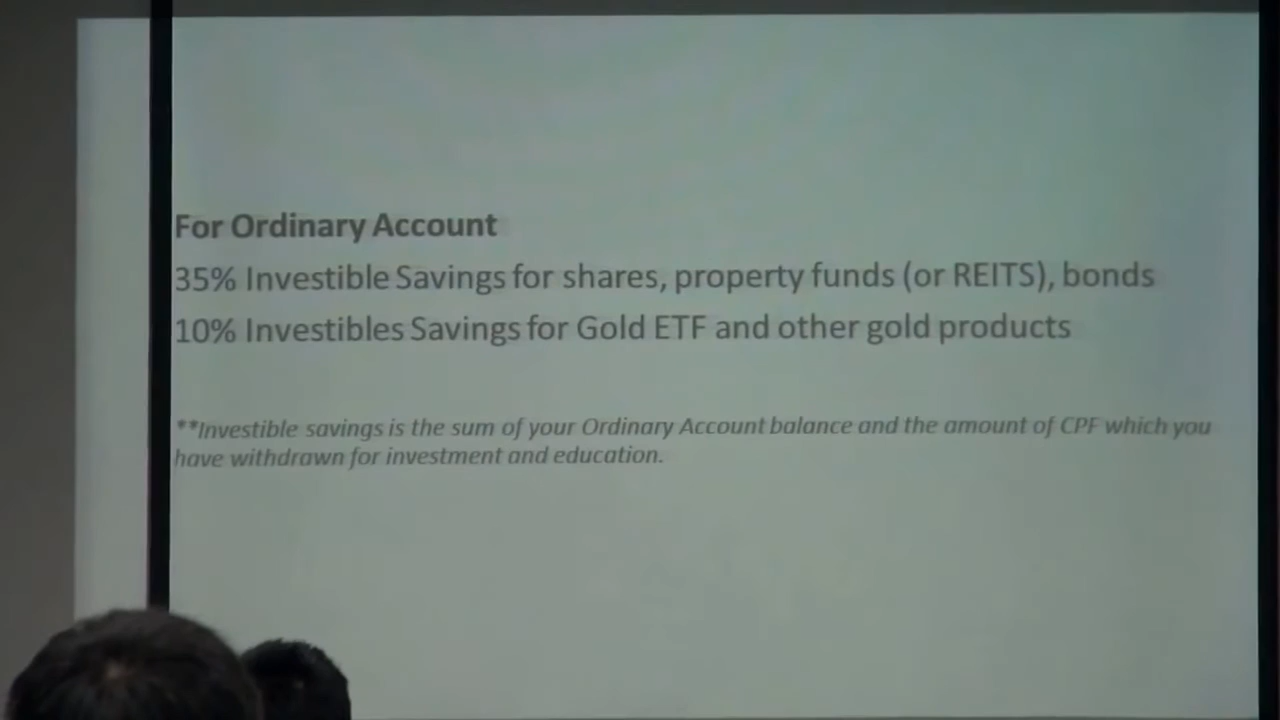 For Ordinary Account
35% Investible Savings for shares, property funds (or REITS), bonds
10% Investibles Savings for Gold ETF and other gold products
**Investible savings is the sum of your Ordinary Account balance and the amount of CPF which you
have withdrawn for investment and education.